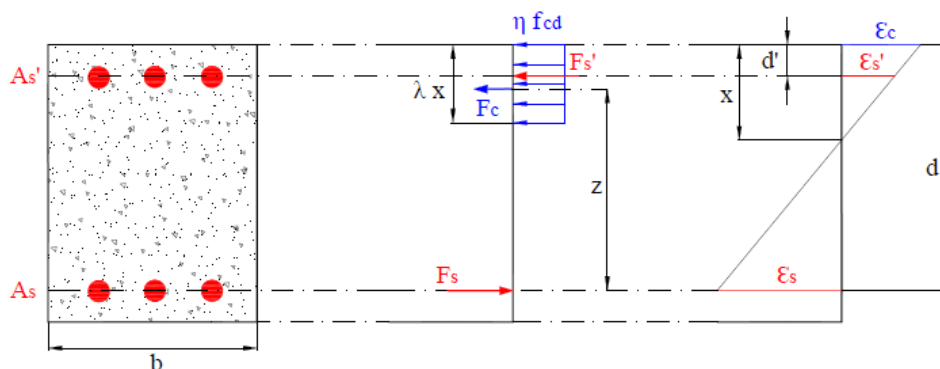 η fcd
εc
As'
Fs'
d'
εs'
λ x
Fc
x
z
d
As
Fs
εs
b